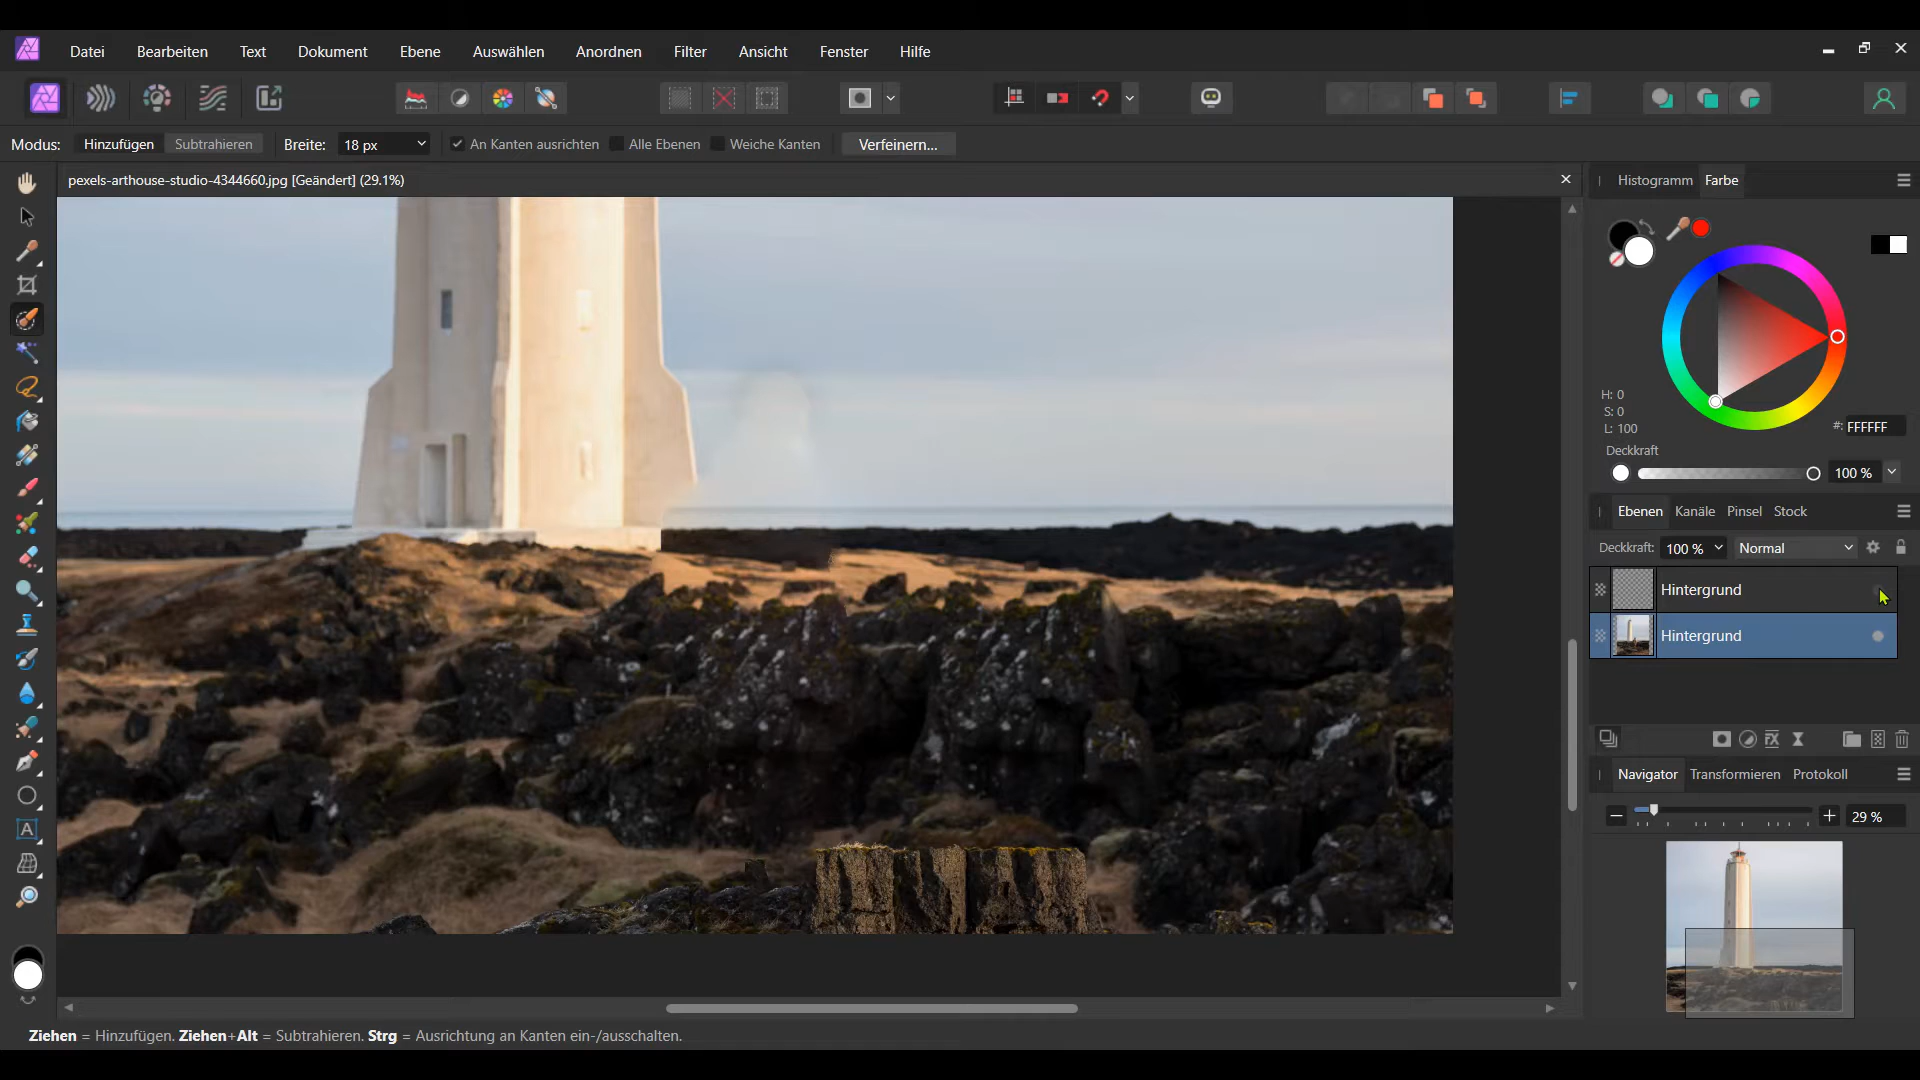 Datei Bearbeiten Text Dokument Ebene Auswählen Anordnen Filter Ansicht Fenster Hilfe
Modus: Hinzufügen Subtrahieren Breite: 18 px An Kanten ausrichten Alle Ebenen Weiche Kanten Verfeinern...
pexels-arthouse-studio-4344660.jpg [Geändert] (29.1%)
Histogramm Farbe
H: 0
S: 0
L: 100
#: FFFFFF
Deckkraft
100 %
Ebenen Kanäle Pinsel Stock
Deckkraft: 100 % Normal
Hintergrund
Hintergrund
Navigator Transformieren Protokoll
29 %
Ziehen = Hinzufügen. Ziehen+Alt = Subtrahieren. Strg = Ausrichtung an Kanten ein-/ausschalten.